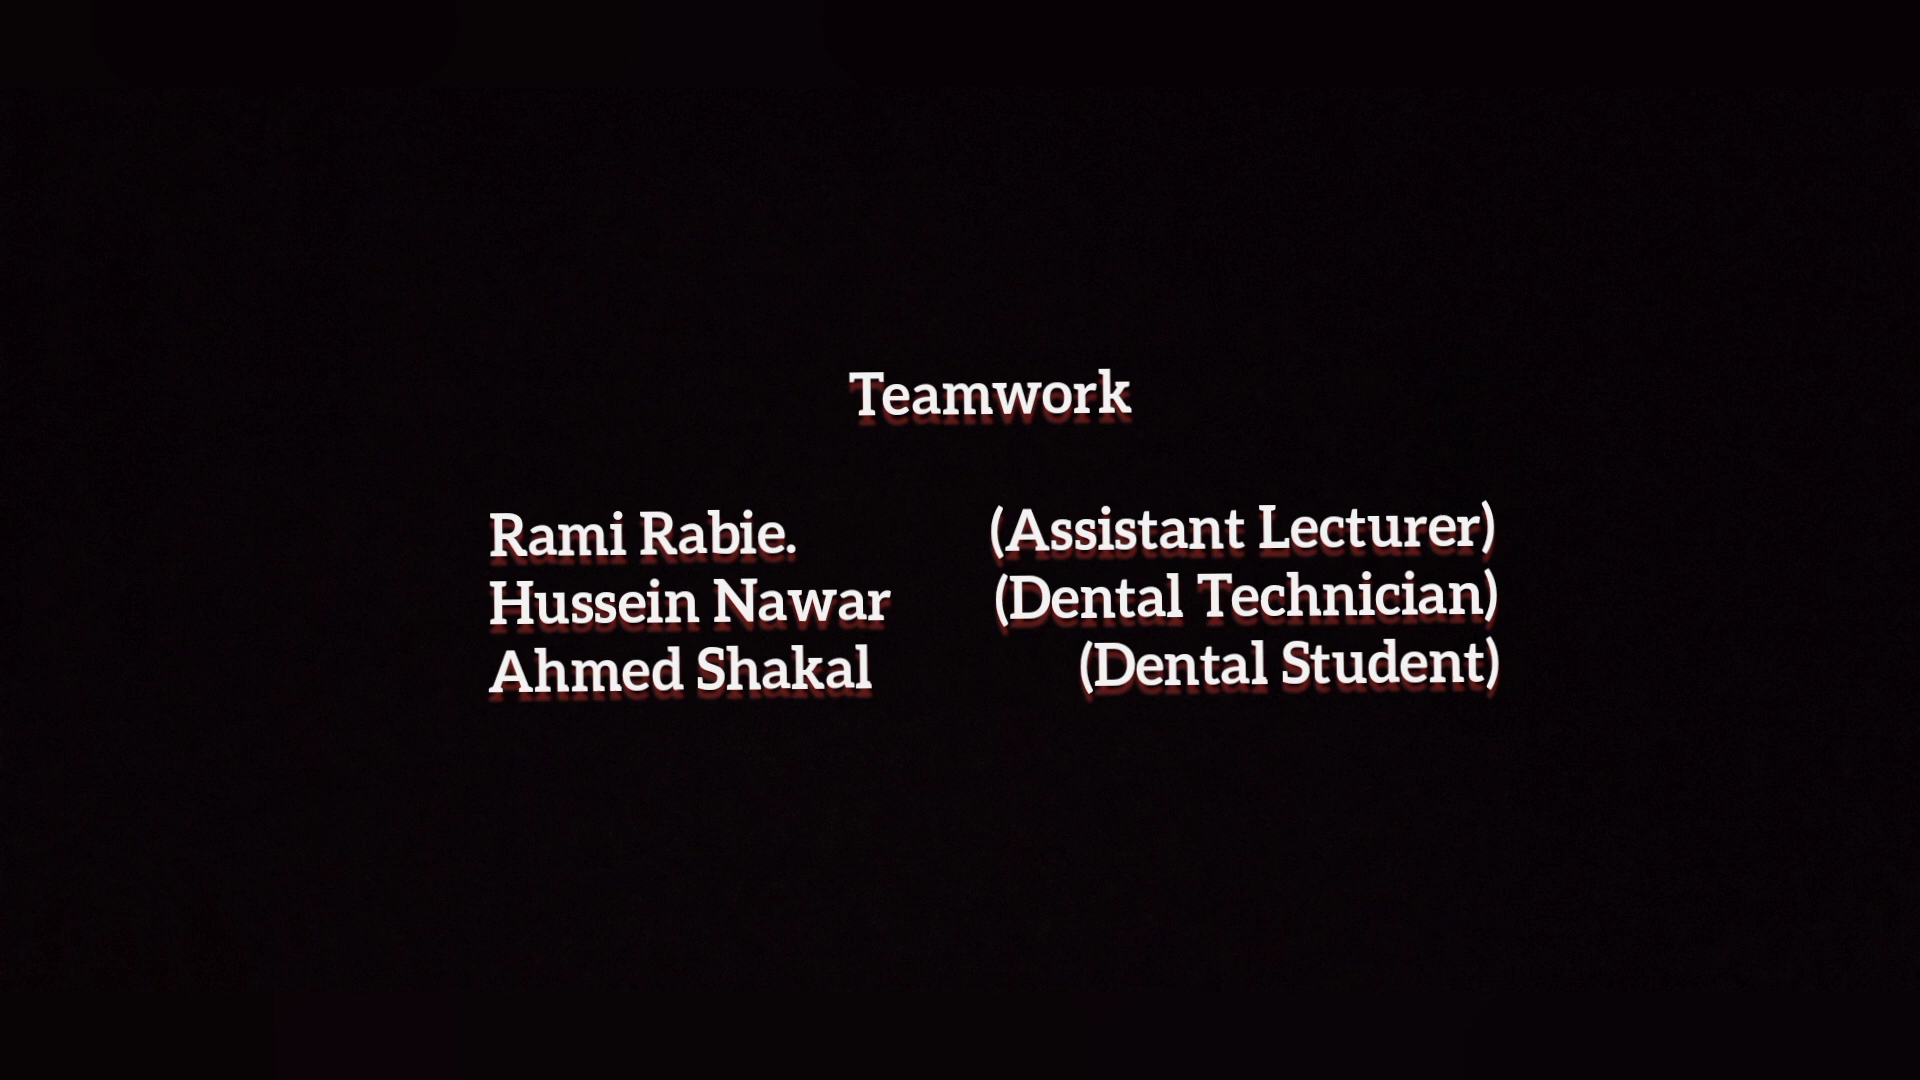 Teamwork
Rami Rabie. (Assistant Lecturer)
Hussein Nawar (Dental Technician)
Ahmed Shakal (Dental Student)